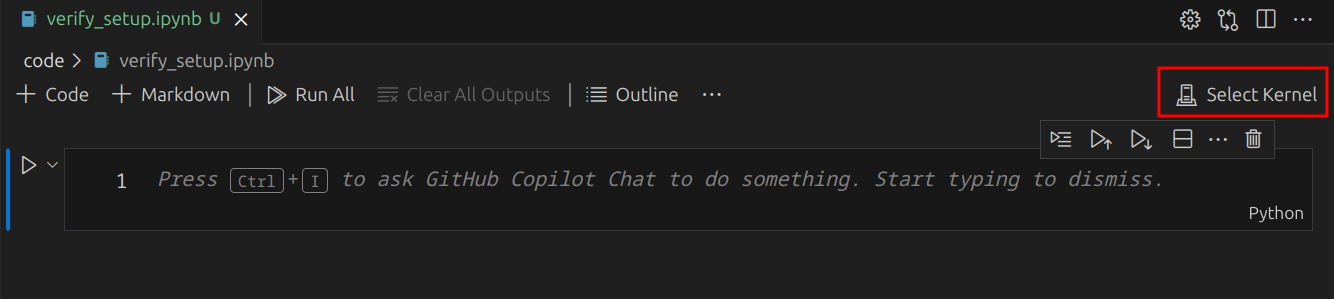 verify_setup.ipynb U
code > verify_setup.ipynb
+ Code + Markdown Run All Clear All Outputs Outline ... Select Kernel
1 Press Ctrl+I to ask GitHub Copilot Chat to do something. Start typing to dismiss.
Python